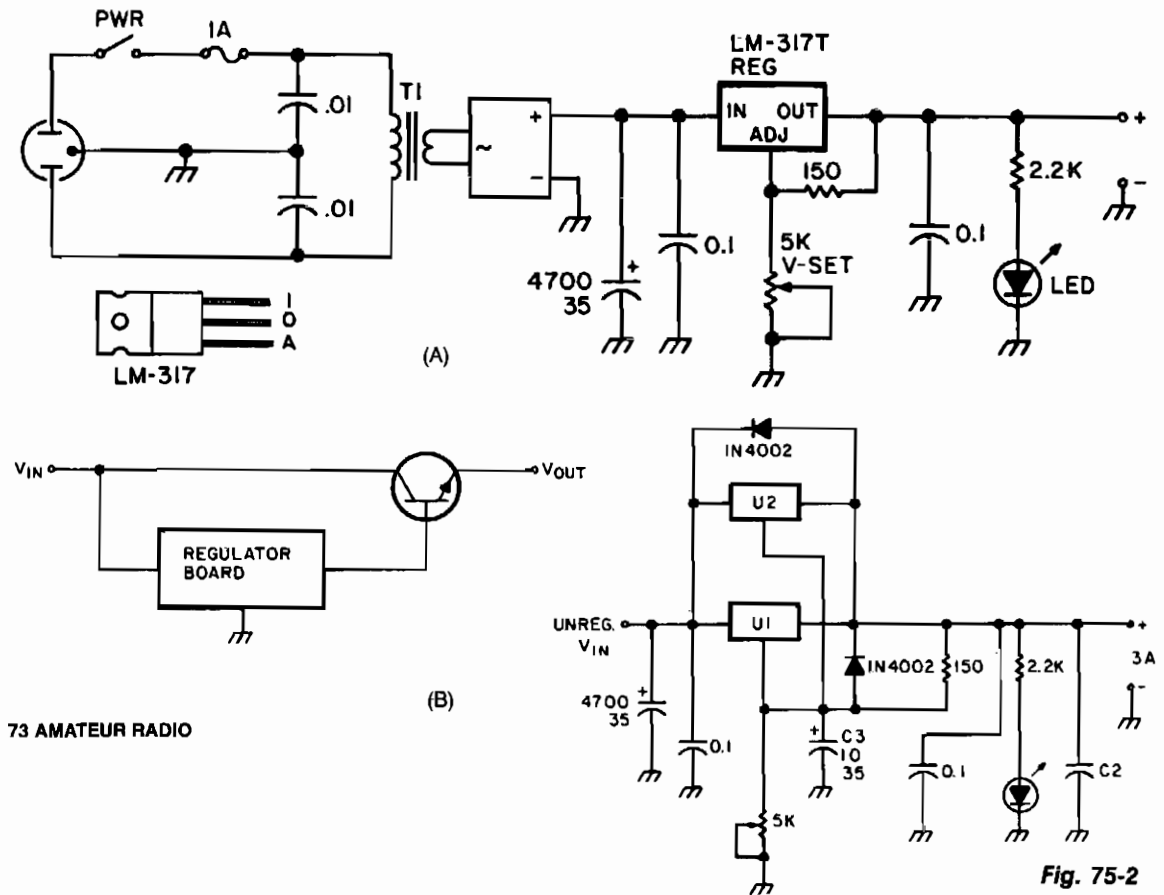 PWR
1A
.01
.01
T1
~
+
-
LM-317T
REG
IN OUT
ADJ
150
5K
V-SET
4700
35
+
0.1
0.1
2.2K
LED
+
-
I
O
A
LM-317
(A)
VIN
VOUT
REGULATOR
BOARD
(B)
73 AMATEUR RADIO
1N4002
U2
UNREG.
VIN
U1
1N4002
150
2.2K
+
3A
-
4700
35
+
0.1
+
C3
10
35
0.1
C2
5K
Fig. 75-2